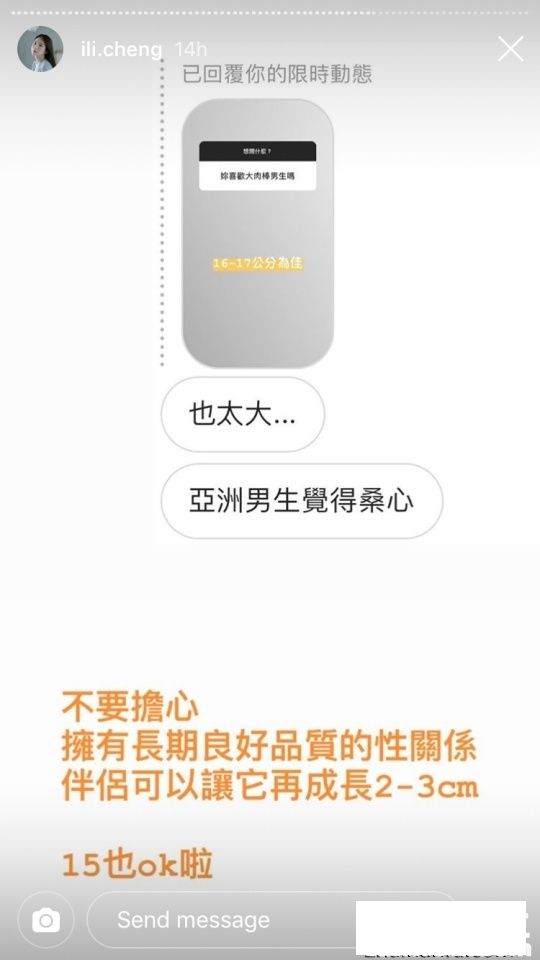 ili.cheng 14h
已回覆你的限時動態
想問什麼？
妳喜歡大肉棒男生嗎
16-17公分為佳
也太大...
亞洲男生覺得桑心
不要擔心
擁有長期良好品質的性關係
伴侶可以讓它再成長2-3cm
15也ok啦
Send message